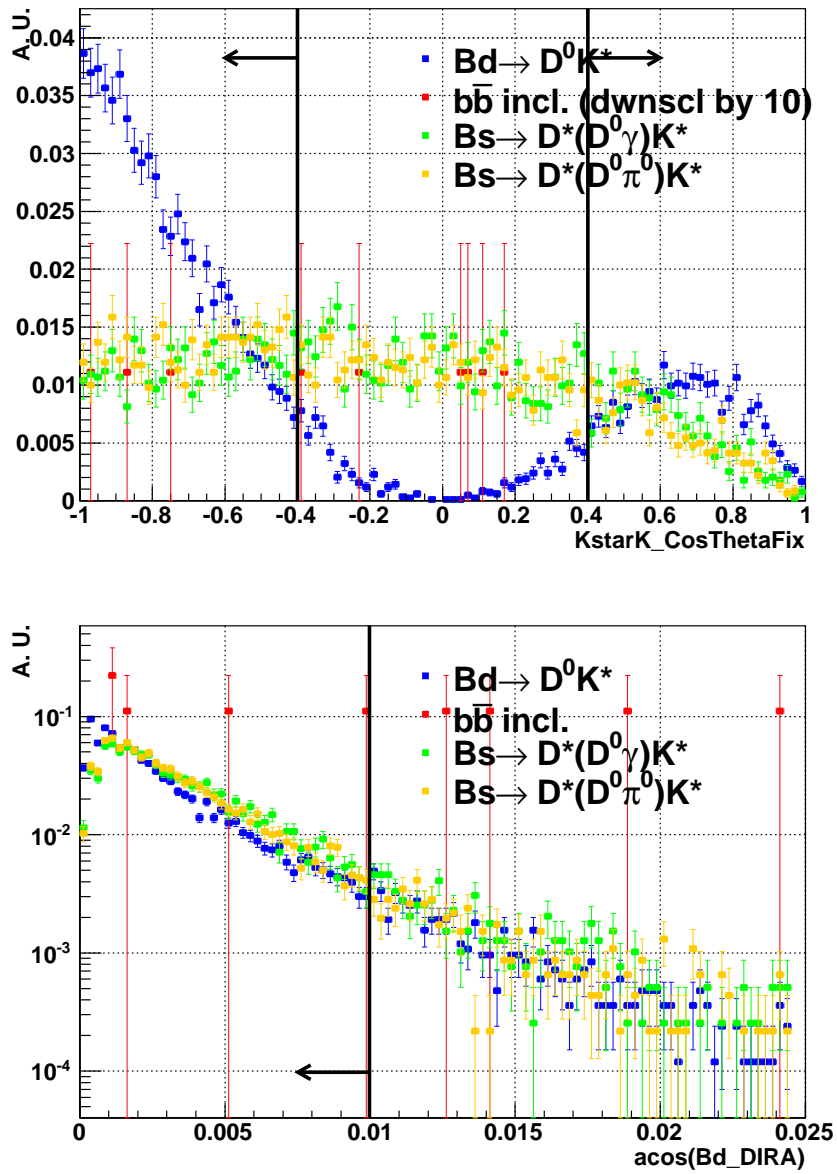 A. U.
0.04
0.035
0.03
0.025
0.02
0.015
0.01
0.005
0
Bd→ D⁰K*
bb̅ incl. (dwnscl by 10)
Bs→ D*(D⁰γ)K*
Bs→ D*(D⁰π⁰)K*
-1 -0.8 -0.6 -0.4 -0.2 0 0.2 0.4 0.6 0.8 1
KstarK_CosThetaFix
A. U.
10⁻¹
10⁻²
10⁻³
10⁻⁴
Bd→ D⁰K*
bb̅ incl.
Bs→ D*(D⁰γ)K*
Bs→ D*(D⁰π⁰)K*
0 0.005 0.01 0.015 0.02 0.025
acos(Bd_DIRA)